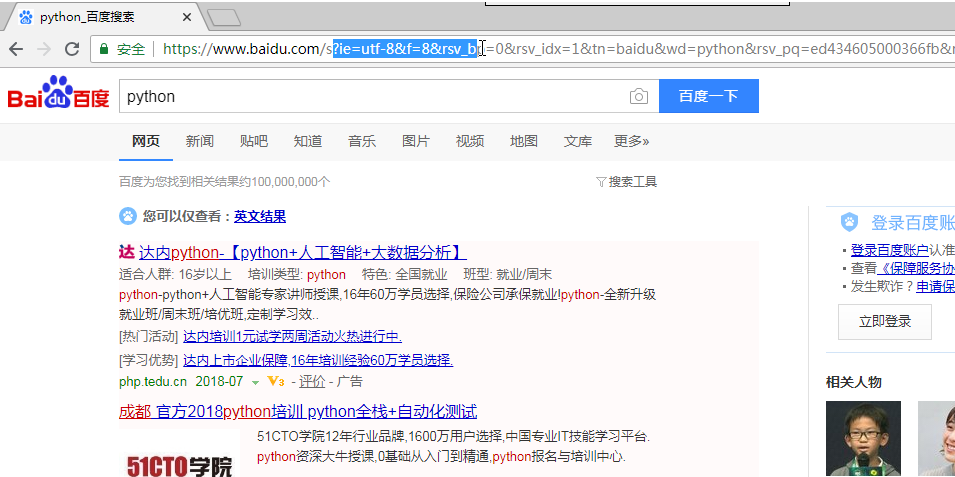 python_百度搜索
安全 https://www.baidu.com/s?ie=utf-8&f=8&rsv_bp=0&rsv_idx=1&tn=baidu&wd=python&rsv_pq=ed434605000366fb&r
Bai du 百度 python 百度一下
网页 新闻 贴吧 知道 音乐 图片 视频 地图 文库 更多»
百度为您找到相关结果约100,000,000个 搜索工具
您可以仅查看：英文结果
达 达内python-【python+人工智能+大数据分析】
适合人群: 16岁以上 培训类型: python 特色: 全国就业 班型: 就业/周末
python-python+人工智能专家讲师授课,16年60万学员选择,保险公司承保就业!python-全新升级
就业班/周末班/培优班,定制学习效..
[热门活动] 达内培训1元试学两周活动火热进行中.
[学习优势] 达内上市企业保障,16年培训经验60万学员选择.
php.tedu.cn 2018-07 V3 - 评价 - 广告
成都 官方2018python培训| python全栈+自动化测试
51CTO学院12年行业品牌,1600万用户选择,中国专业IT技能学习平台.
python资深大牛授课,0基础从入门到精通,python报名与培训中心.
51CTO学院
登录百度账
登录百度账户认准
查看《保障服务协
发生欺诈？申请保
立即登录
相关人物